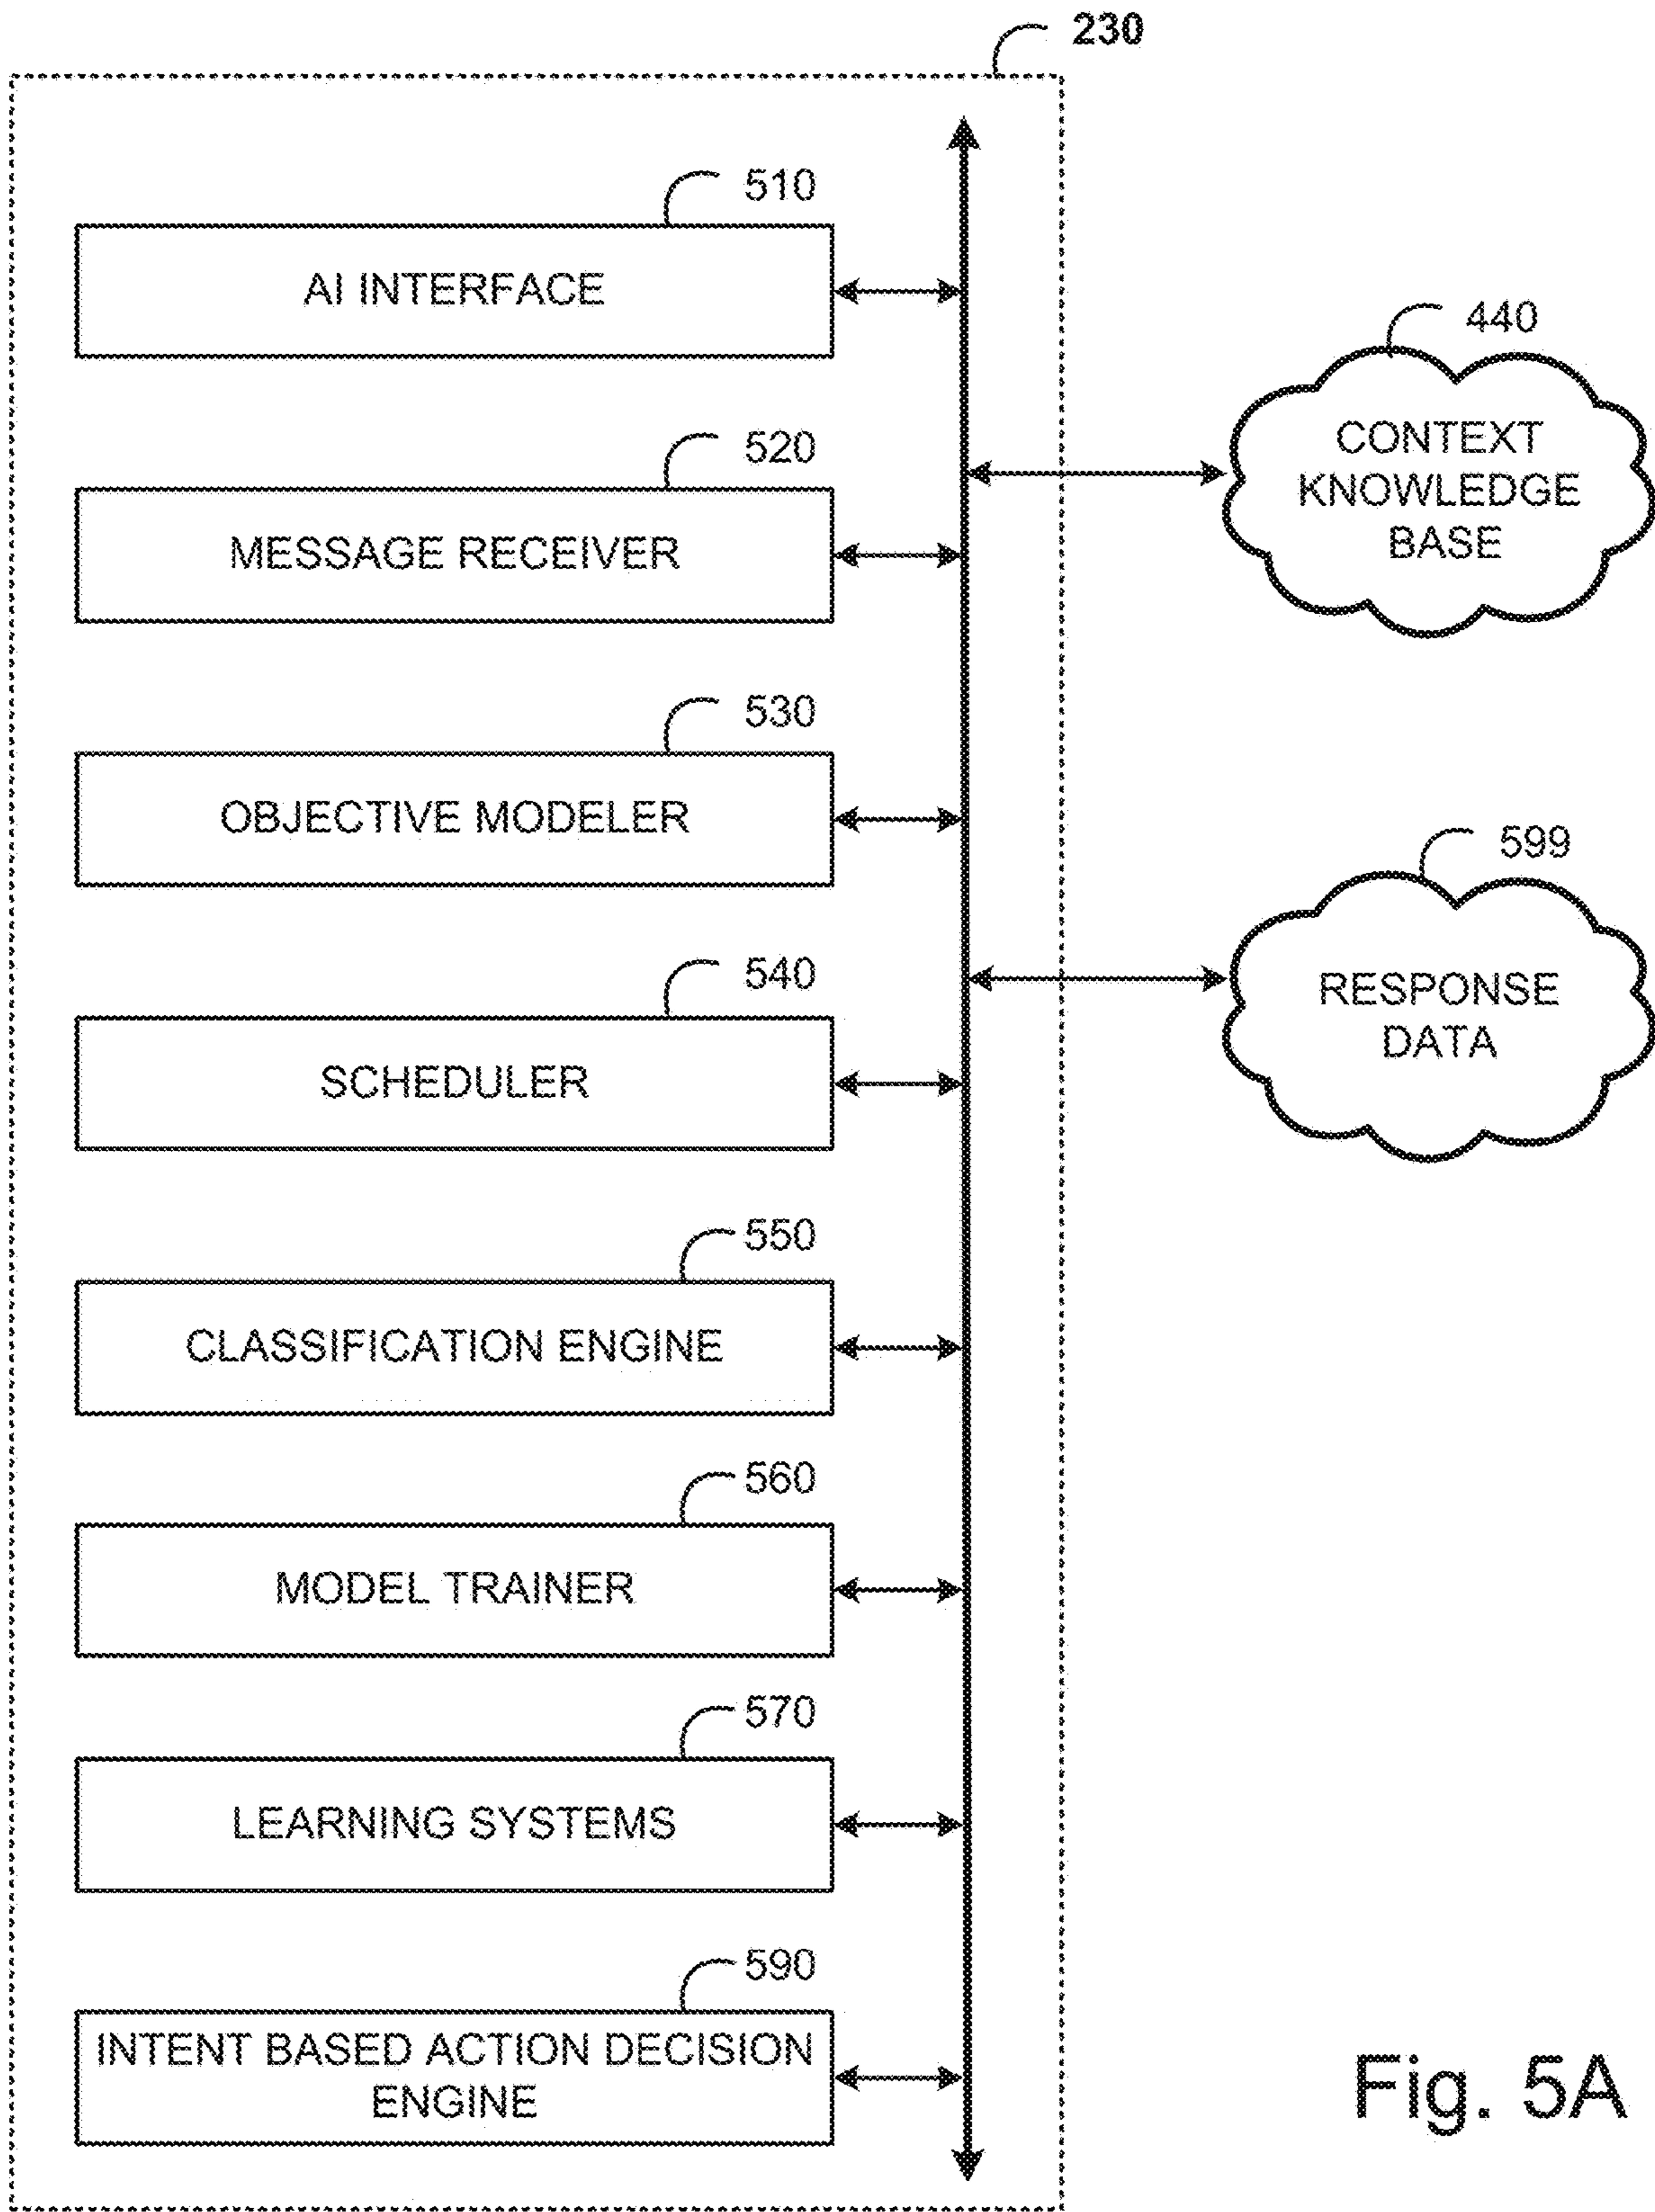 230
510
AI INTERFACE
520
MESSAGE RECEIVER
530
OBJECTIVE MODELER
540
SCHEDULER
550
CLASSIFICATION ENGINE
560
MODEL TRAINER
570
LEARNING SYSTEMS
590
INTENT BASED ACTION DECISION
ENGINE
440
CONTEXT
KNOWLEDGE
BASE
599
RESPONSE
DATA
Fig. 5A